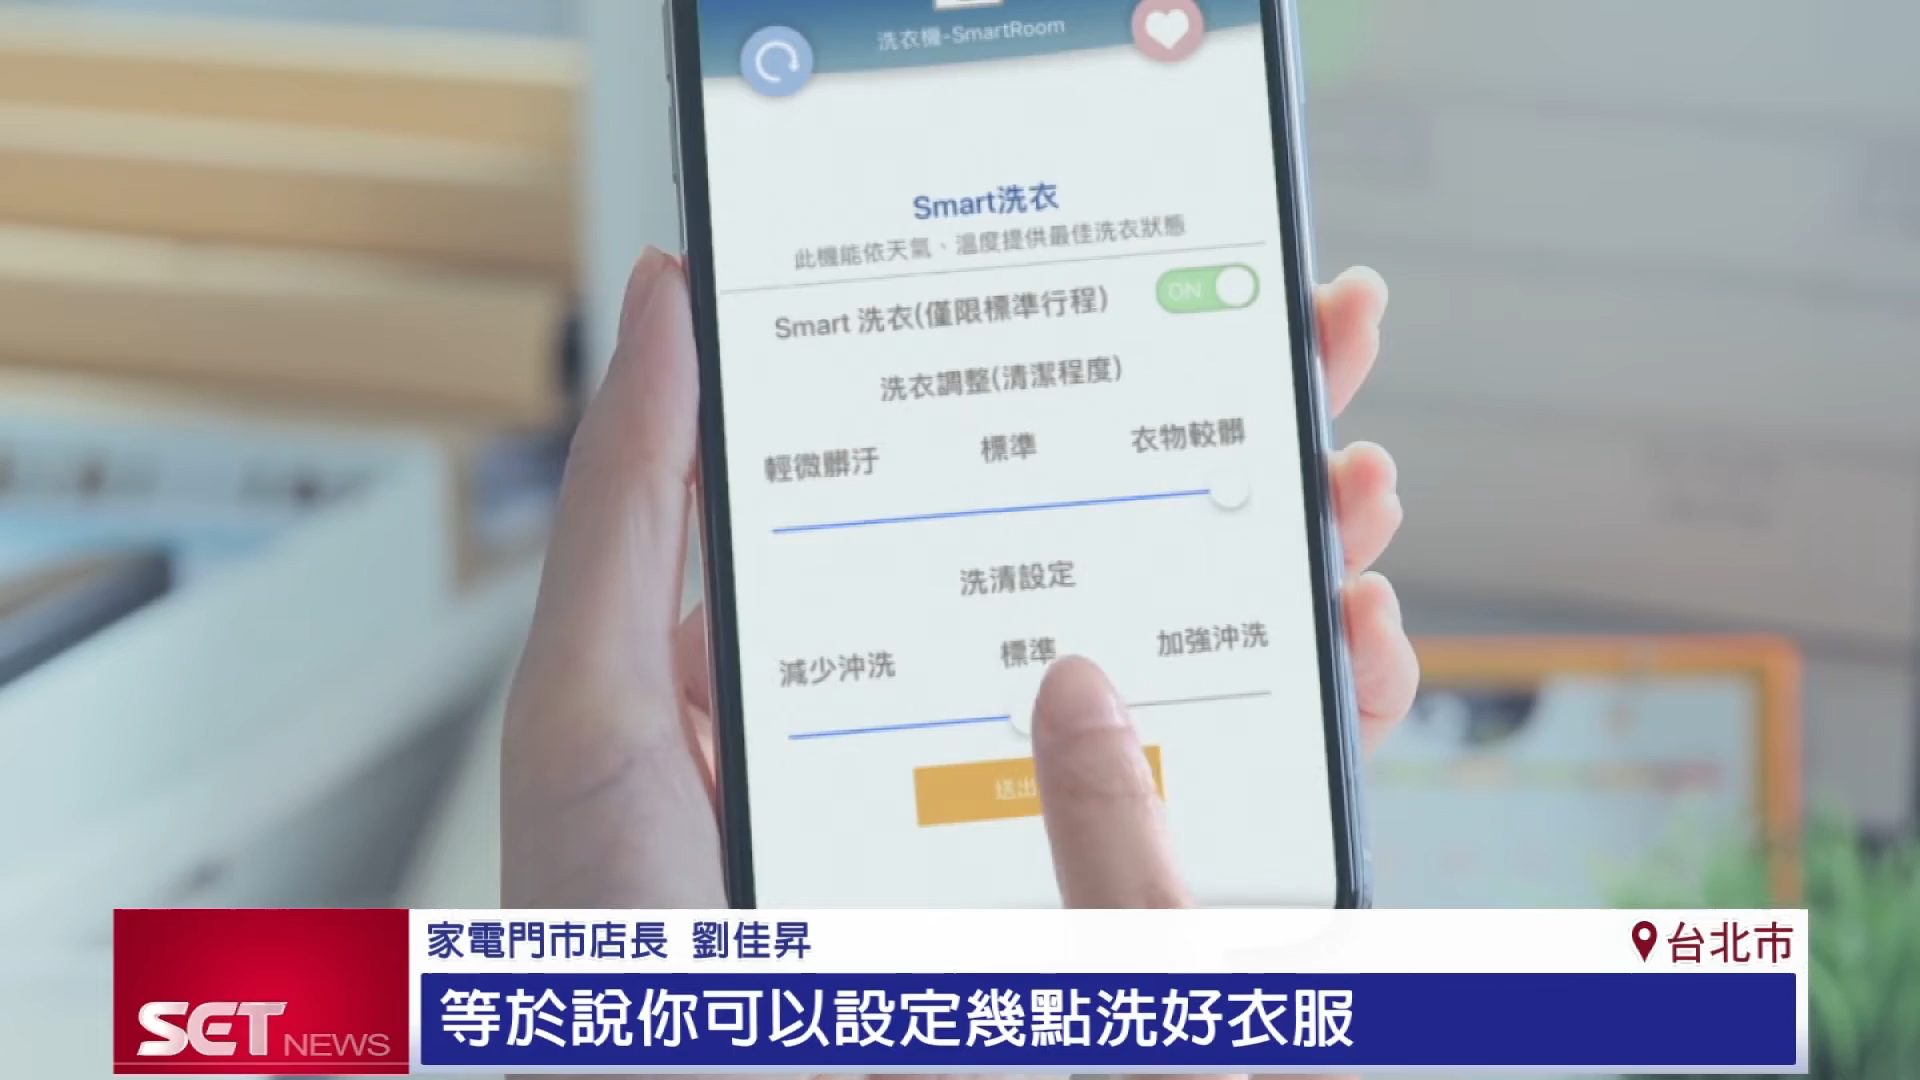 洗衣機-SmartRoom
Smart洗衣
此機能依天氣、溫度提供最佳洗衣狀態
Smart 洗衣(僅限標準行程)
ON
洗衣調整(清潔程度)
輕微髒汙
標準
衣物較髒
洗清設定
減少沖洗
標準
加強沖洗
送出
家電門市店長 劉佳昇
台北市
SET NEWS
等於說你可以設定幾點洗好衣服